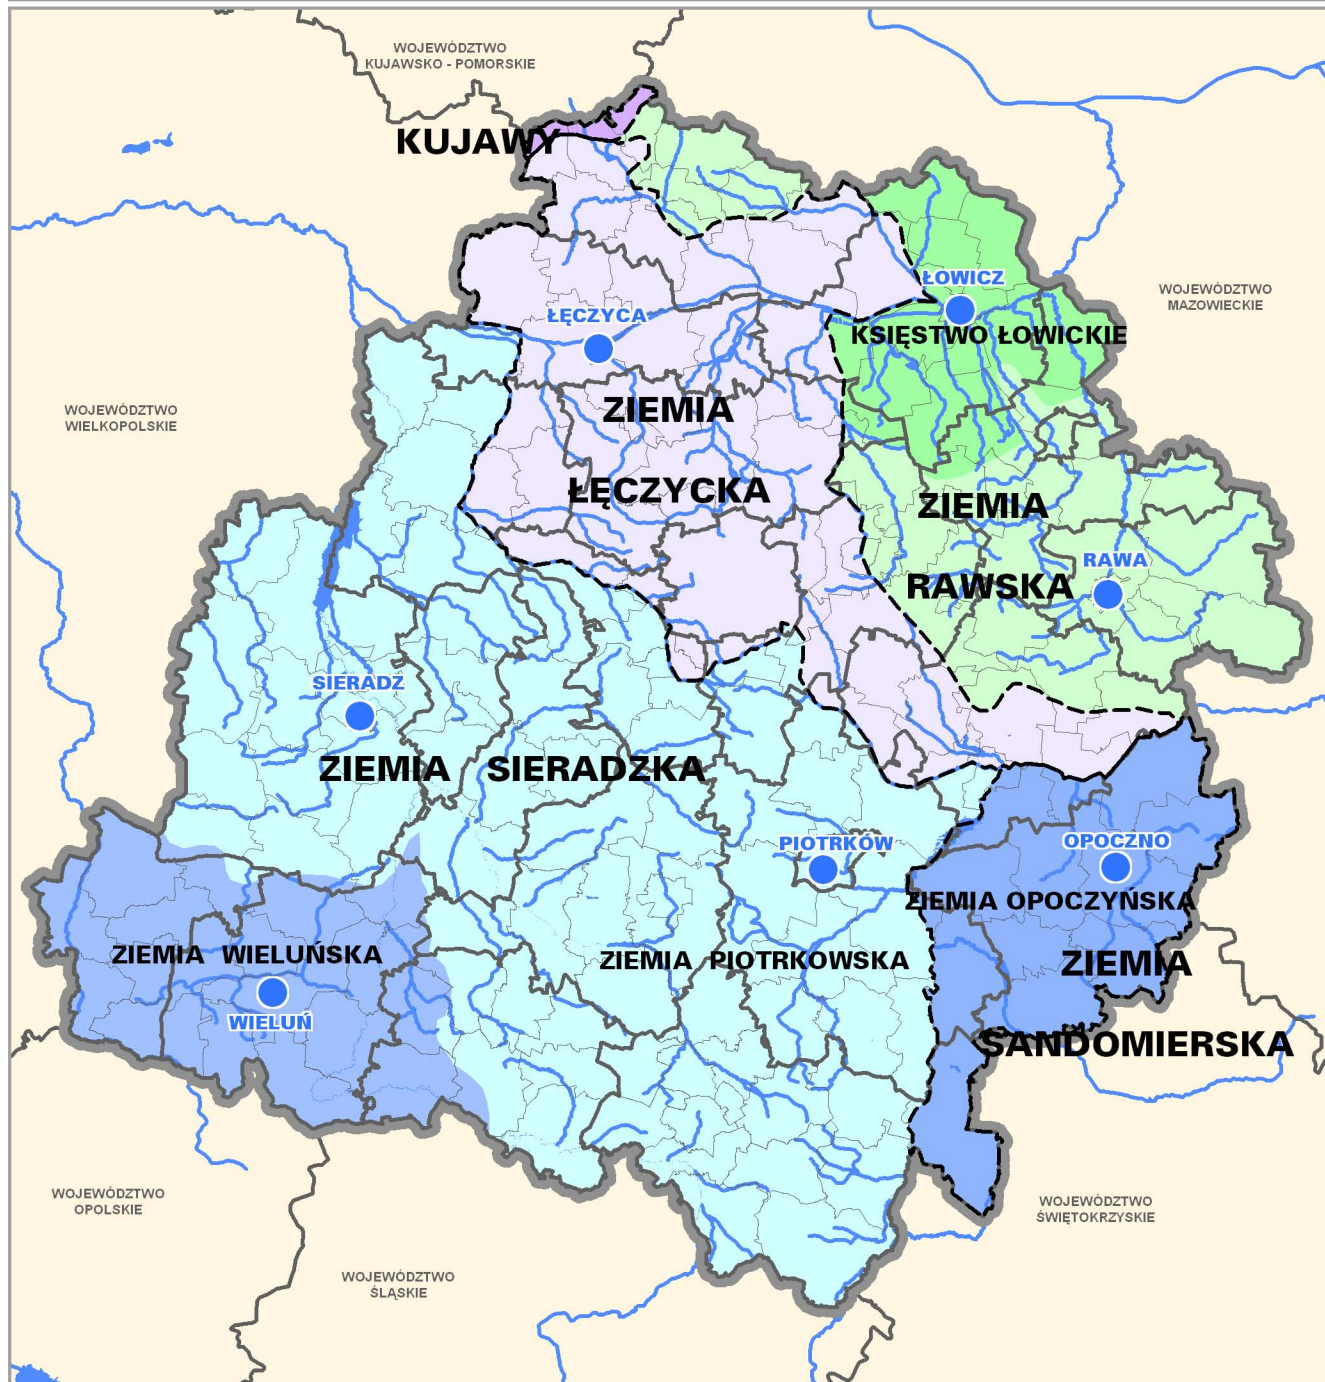 WOJEWÓDZTWO
KUJAWSKO - POMORSKIE
KUJAWY
ŁOWICZ
WOJEWÓDZTWO
MAZOWIECKIE
ŁĘCZYCA
KSIĘSTWO ŁOWICKIE
WOJEWÓDZTWO
WIELKOPOLSKIE
ZIEMIA
ŁĘCZYCKA
ZIEMIA
RAWSKA
RAWA
SIERADZ
ZIEMIA SIERADZKA
PIOTRKÓW
OPOCZNO
ZIEMIA OPOCZYŃSKA
ZIEMIA WIELUŃSKA
ZIEMIA PIOTRKOWSKA
ZIEMIA
SANDOMIERSKA
WIELUŃ
WOJEWÓDZTWO
OPOLSKIE
WOJEWÓDZTWO
ŚWIĘTOKRZYSKIE
WOJEWÓDZTWO
ŚLĄSKIE